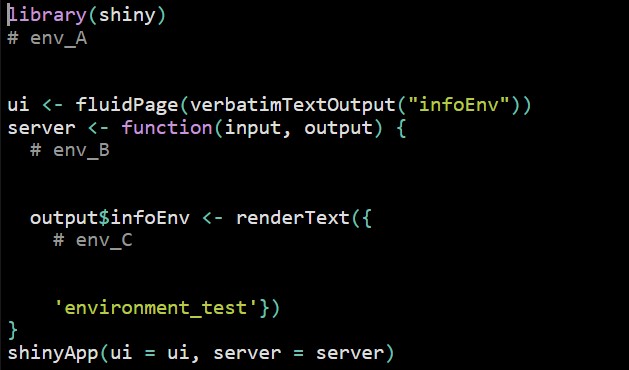 library(shiny)
# env_A
ui <- fluidPage(verbatimTextOutput("infoEnv"))
server <- function(input, output) {
# env_B
output$infoEnv <- renderText({
# env_C
'environment_test'})
}
shinyApp(ui = ui, server = server)